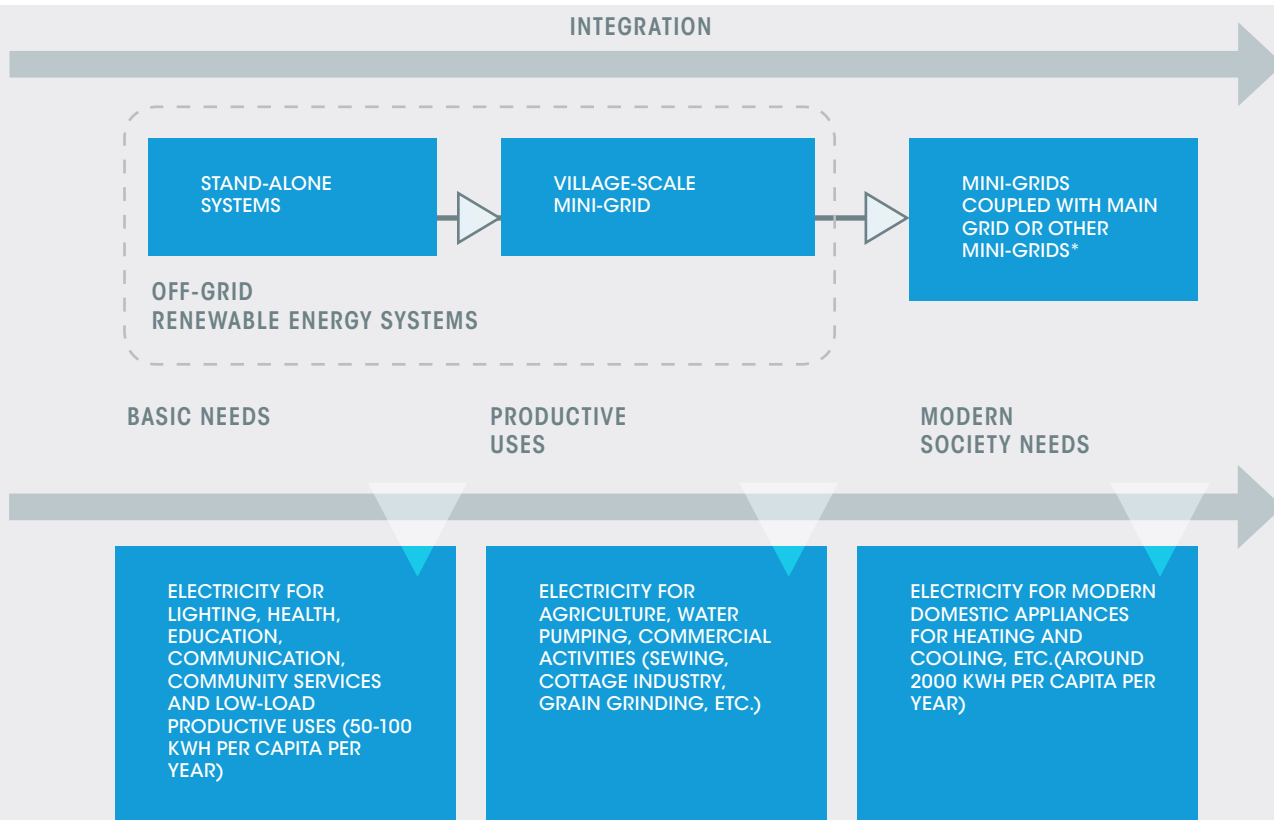 INTEGRATION
STAND-ALONE
SYSTEMS
VILLAGE-SCALE
MINI-GRID
MINI-GRIDS
COUPLED WITH MAIN
GRID OR OTHER
MINI-GRIDS*
OFF-GRID
RENEWABLE ENERGY SYSTEMS
BASIC NEEDS
PRODUCTIVE
USES
MODERN
SOCIETY NEEDS
ELECTRICITY FOR
LIGHTING, HEALTH,
EDUCATION,
COMMUNICATION,
COMMUNITY SERVICES
AND LOW-LOAD
PRODUCTIVE USES (50-100
KWH PER CAPITA PER
YEAR)
ELECTRICITY FOR
AGRICULTURE, WATER
PUMPING, COMMERCIAL
ACTIVITIES (SEWING,
COTTAGE INDUSTRY,
GRAIN GRINDING, ETC.)
ELECTRICITY FOR MODERN
DOMESTIC APPLIANCES
FOR HEATING AND
COOLING, ETC.(AROUND
2000 KWH PER CAPITA PER
YEAR)